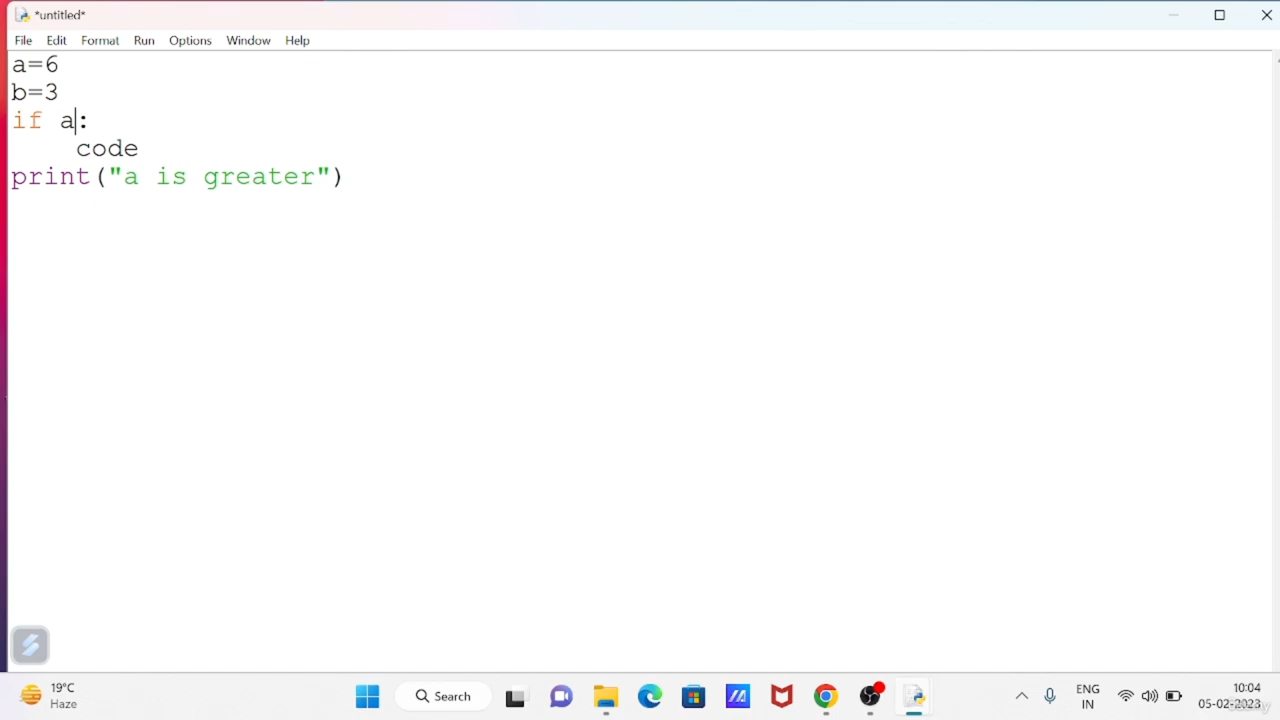 *untitled*
File Edit Format Run Options Window Help
a=6
b=3
if a:
code
print("a is greater")
19°C
Haze
Search
ENG
IN
10:04
05-02-2023